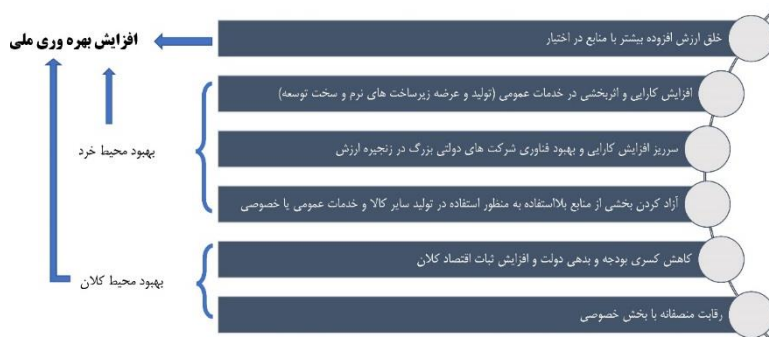 خلق ارزش افزوده بیشتر با منابع در اختیار
افزایش بهره وری ملی
افزایش کارایی و اثربخشی در خدمات عمومی (تولید و عرضه زیرساخت های نرم و سخت توسعه)
سرریز افزایش کارایی و بهبود فناوری شرکت های دولتی بزرگ در زنجیره ارزش
بهبود محیط خرد
آزاد کردن بخشی از منابع بلااستفاده به منظور استفاده در تولید سایر کالا و خدمات عمومی یا خصوصی
کاهش کسری بودجه و بدهی دولت و افزایش ثبات اقتصاد کلان
بهبود محیط کلان
رقابت منصفانه با بخش خصوصی